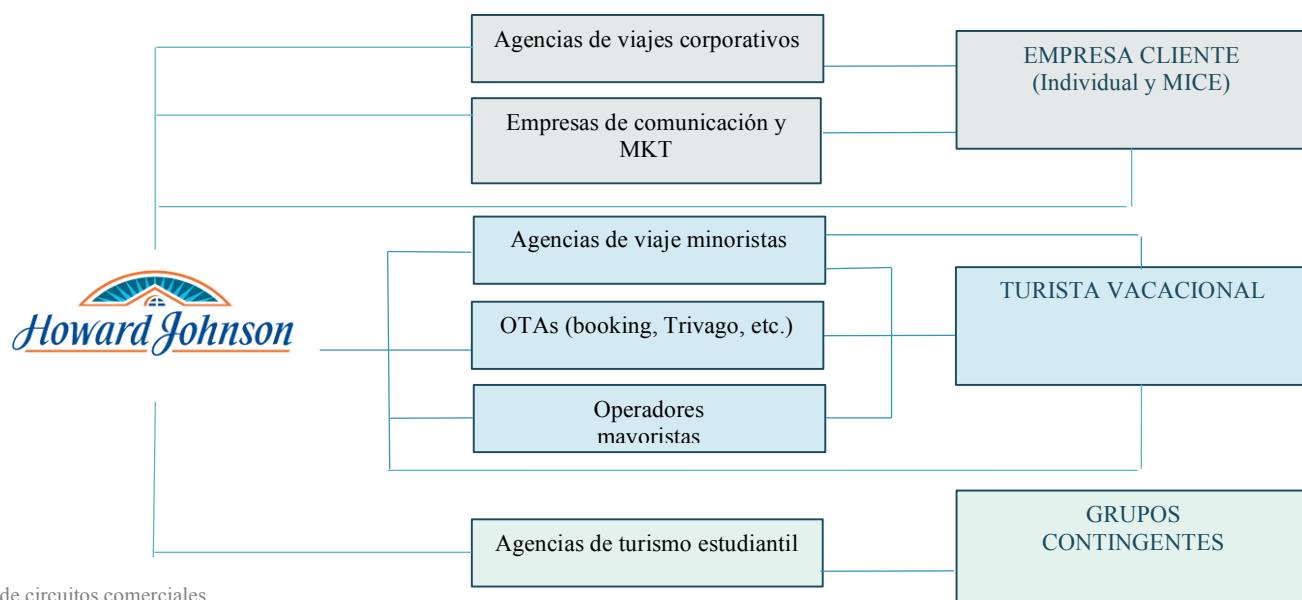 Agencias de viajes corporativos
EMPRESA CLIENTE
(Individual y MICE)
Empresas de comunicación y
MKT
Agencias de viaje minoristas
TURISTA VACACIONAL
OTAs (booking, Trivago, etc.)
Howard Johnson
Operadores
mayoristas
GRUPOS
CONTINGENTES
Agencias de turismo estudiantil
de circuitos comerciales